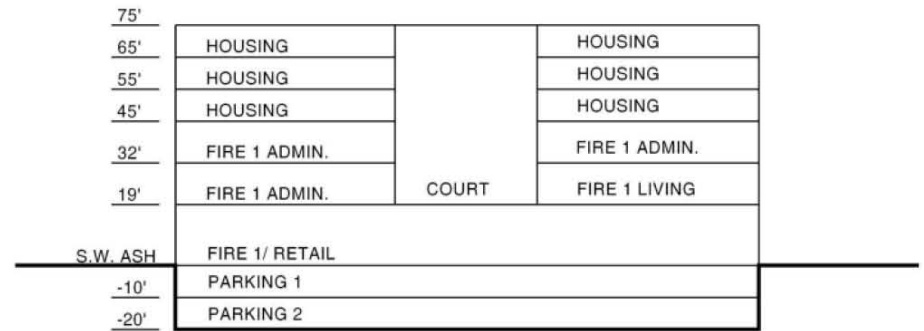 75'
65' HOUSING HOUSING
55' HOUSING HOUSING
45' HOUSING HOUSING
32' FIRE 1 ADMIN. FIRE 1 ADMIN.
19' FIRE 1 ADMIN. COURT FIRE 1 LIVING
S.W. ASH FIRE 1/ RETAIL
-10' PARKING 1
-20' PARKING 2